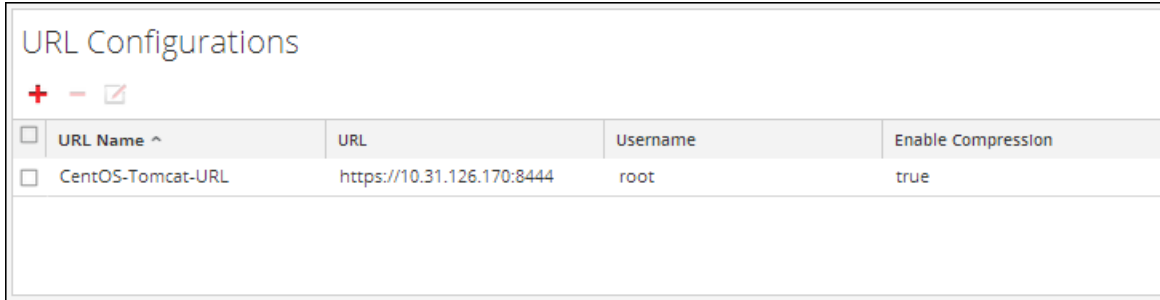 URL Configurations
URL Name URL Username Enable Compression
CentOS-Tomcat-URL https://10.31.126.170:8444 root true